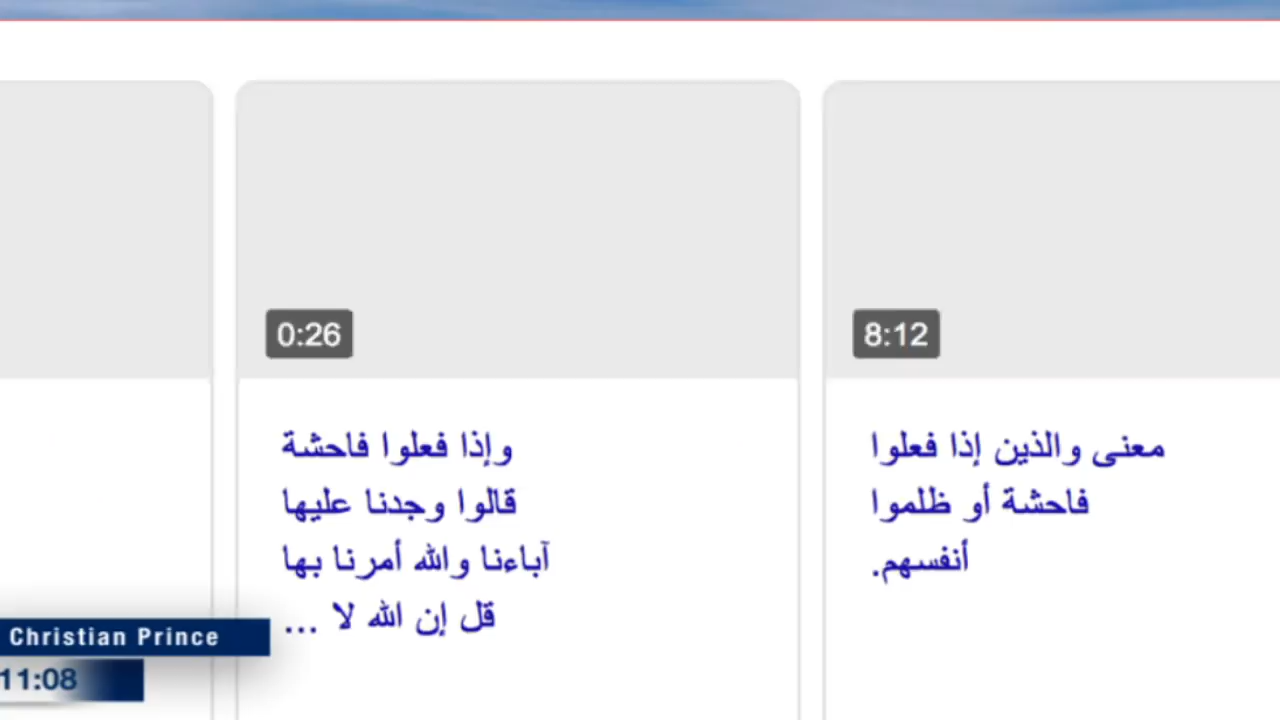 0:26
وإذا فعلوا فاحشة
قالوا وجدنا عليها
آباءنا والله أمرنا بها
قل إن الله لا ...
8:12
معنى والذين إذا فعلوا
فاحشة أو ظلموا
أنفسهم.
Christian Prince
11:08